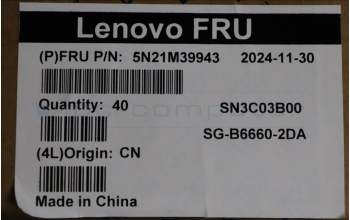 Lenovo FRU
(P)FRU P/N: 5N21M39943 2024-11-30
Quantity: 40 SN3C03B00
SG-B6660-2DA
(4L)Origin: CN
Made in China